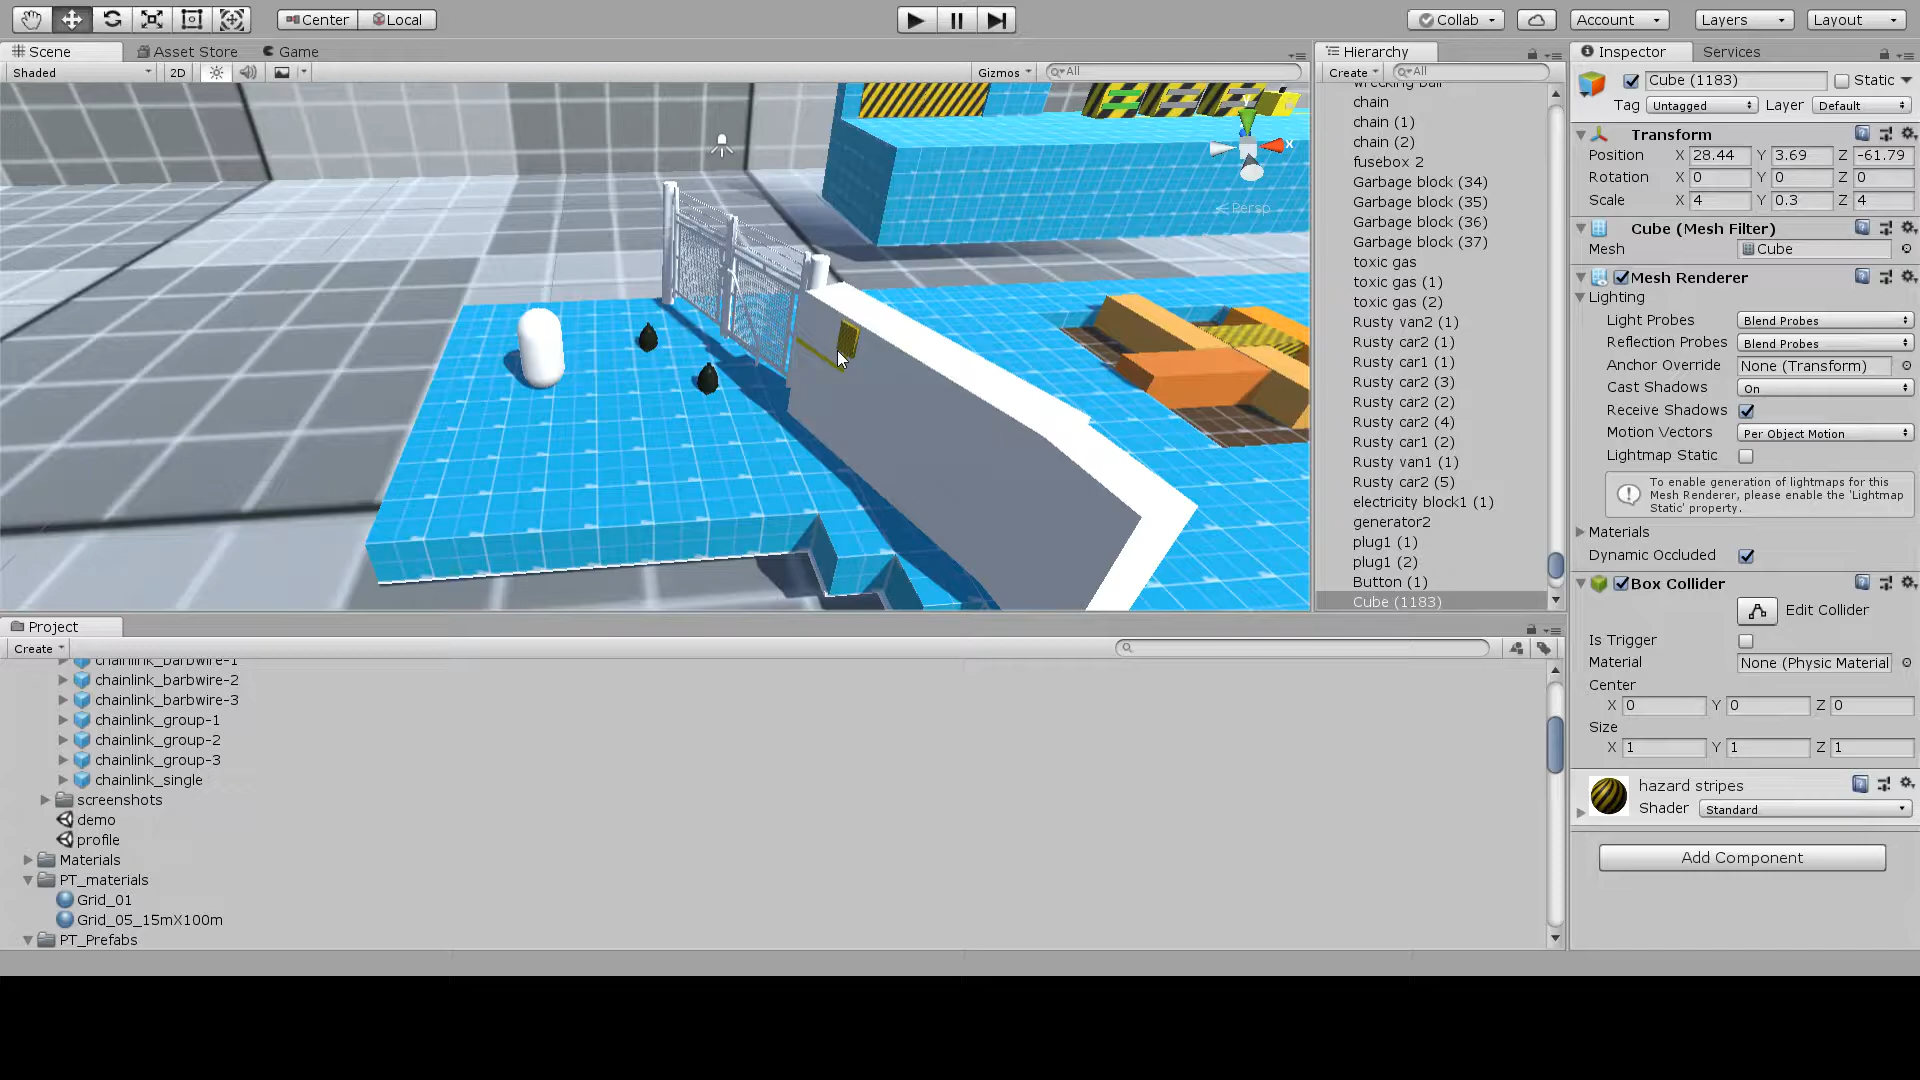 Center Local Collab Account Layers Layout
Scene Asset Store Game
Shaded 2D Gizmos All
Persp
x
Hierarchy
Create All
wrecking ball
chain
chain (1)
chain (2)
fusebox 2
Garbage block (34)
Garbage block (35)
Garbage block (36)
Garbage block (37)
toxic gas
toxic gas (1)
toxic gas (2)
Rusty van2 (1)
Rusty car2 (1)
Rusty car1 (1)
Rusty car2 (3)
Rusty car2 (2)
Rusty car2 (4)
Rusty car1 (2)
Rusty van1 (1)
Rusty car2 (5)
electricity block1 (1)
generator2
plug1 (1)
plug1 (2)
Button (1)
Cube (1183)
Inspector Services
Cube (1183) Static
Tag Untagged Layer Default
Transform
Position X 28.44 Y 3.69 Z -61.79
Rotation X 0 Y 0 Z 0
Scale X 4 Y 0.3 Z 4
Cube (Mesh Filter)
Mesh Cube
Mesh Renderer
Lighting
Light Probes Blend Probes
Reflection Probes Blend Probes
Anchor Override None (Transform)
Cast Shadows On
Receive Shadows
Motion Vectors Per Object Motion
Lightmap Static
To enable generation of lightmaps for this
Mesh Renderer, please enable the 'Lightmap
Static' property.
Materials
Dynamic Occluded
Box Collider
Edit Collider
Is Trigger
Material None (Physic Material
Center
X 0 Y 0 Z 0
Size
X 1 Y 1 Z 1
hazard stripes
Shader Standard
Add Component
Project
Create
chainlink_barbwire-1
chainlink_barbwire-2
chainlink_barbwire-3
chainlink_group-1
chainlink_group-2
chainlink_group-3
chainlink_single
screenshots
demo
profile
Materials
PT_materials
Grid_01
Grid_05_15mX100m
PT_Prefabs